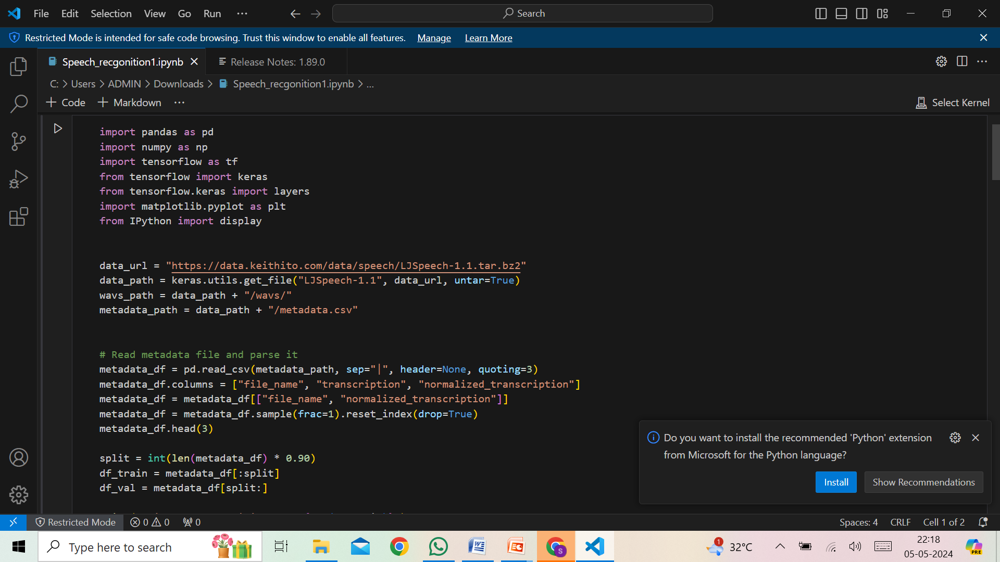 File Edit Selection View Go Run ... Search
Restricted Mode is intended for safe code browsing. Trust this window to enable all features. Manage Learn More
Speech_recgonition1.ipynb Release Notes: 1.89.0
C: > Users > ADMIN > Downloads > Speech_recgonition1.ipynb > ...
+ Code + Markdown ... Select Kernel
import pandas as pd
import numpy as np
import tensorflow as tf
from tensorflow import keras
from tensorflow.keras import layers
import matplotlib.pyplot as plt
from IPython import display
data_url = "https://data.keithito.com/data/speech/LJSpeech-1.1.tar.bz2"
data_path = keras.utils.get_file("LJSpeech-1.1", data_url, untar=True)
wavs_path = data_path + "/wavs/"
metadata_path = data_path + "/metadata.csv"
# Read metadata file and parse it
metadata_df = pd.read_csv(metadata_path, sep="|", header=None, quoting=3)
metadata_df.columns = ["file_name", "transcription", "normalized_transcription"]
metadata_df = metadata_df[["file_name", "normalized_transcription"]]
metadata_df = metadata_df.sample(frac=1).reset_index(drop=True)
metadata_df.head(3)
split = int(len(metadata_df) * 0.90)
df_train = metadata_df[:split]
df_val = metadata_df[split:]
Do you want to install the recommended 'Python' extension
from Microsoft for the Python language?
Install Show Recommendations
Restricted Mode 0 0 0 Spaces: 4 CRLF Cell 1 of 2
Type here to search 1 32°C 22:18
05-05-2024
PRE